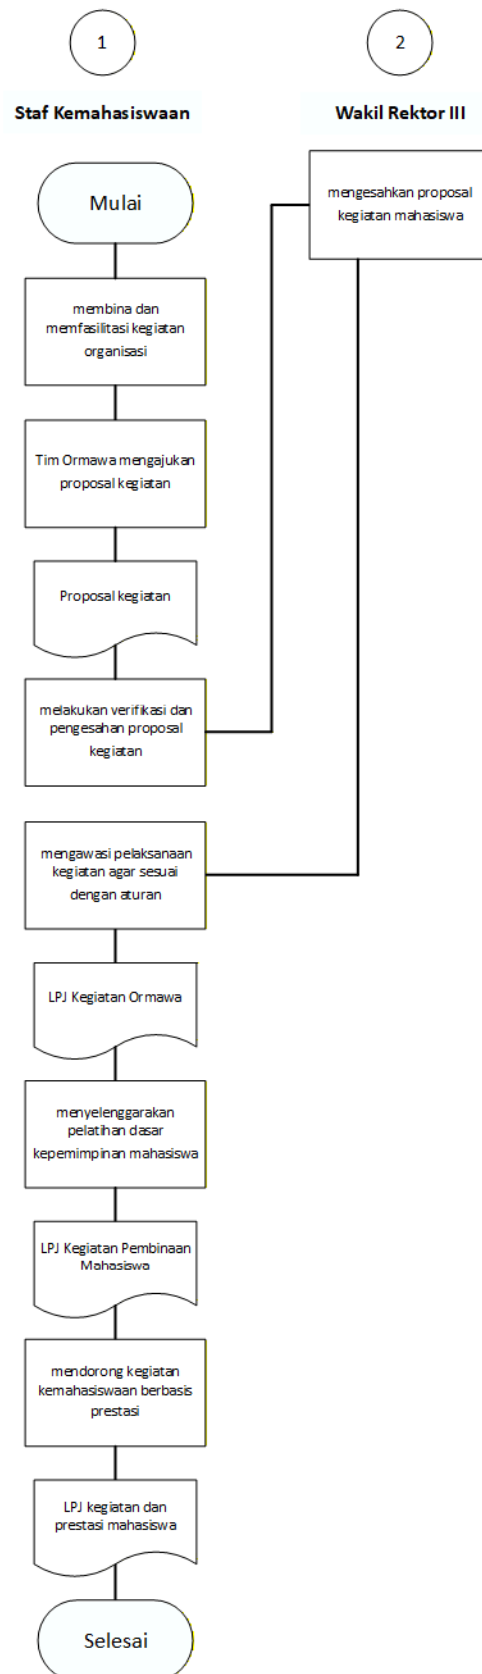 1
2
Staf Kemahasiswaan
Wakil Rektor III
Mulai
mengesahkan proposal
kegiatan mahasiswa
membina dan
memfasilitasi kegiatan
organisasi
Tim Ormawa mengajukan
proposal kegiatan
Proposal kegiatan
melakukan verifikasi dan
pengesahan proposal
kegiatan
mengawasi pelaksanaan
kegiatan agar sesuai
dengan aturan
LPJ Kegiatan Ormawa
menyelenggarakan
pelatihan dasar
kepemimpinan mahasiswa
LPJ Kegiatan Pembinaan
Mahasiswa
mendorong kegiatan
kemahasiswaan berbasis
prestasi
LPJ kegiatan dan
prestasi mahasiswa
Selesai